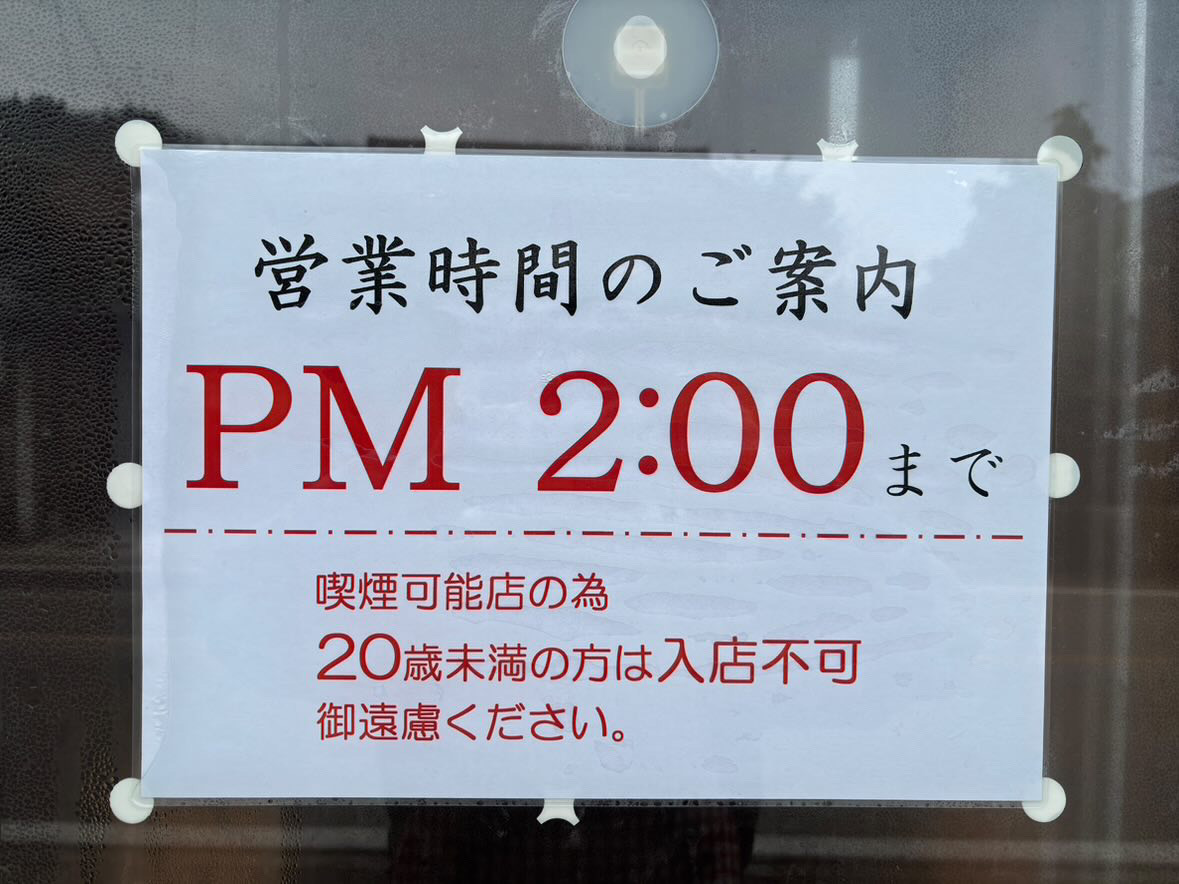 営業時間のご案内
PM 2:00まで
喫煙可能店の為
20歳未満の方は入店不可
御遠慮ください。